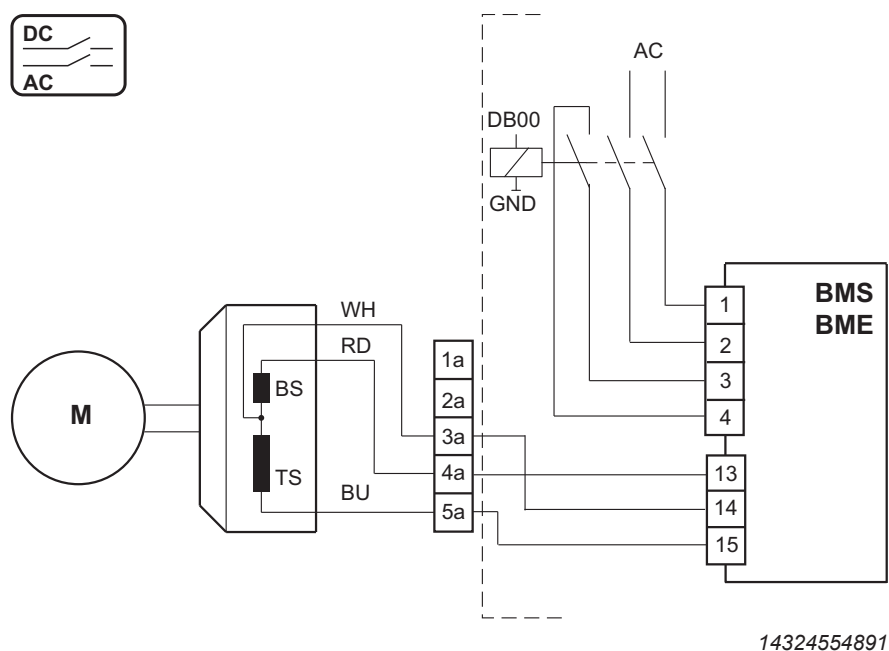 DC
AC
AC
DB00
GND
BMS
BME
1
2
3
4
13
14
15
WH
RD
BS
TS
BU
1a
2a
3a
4a
5a
M
14324554891